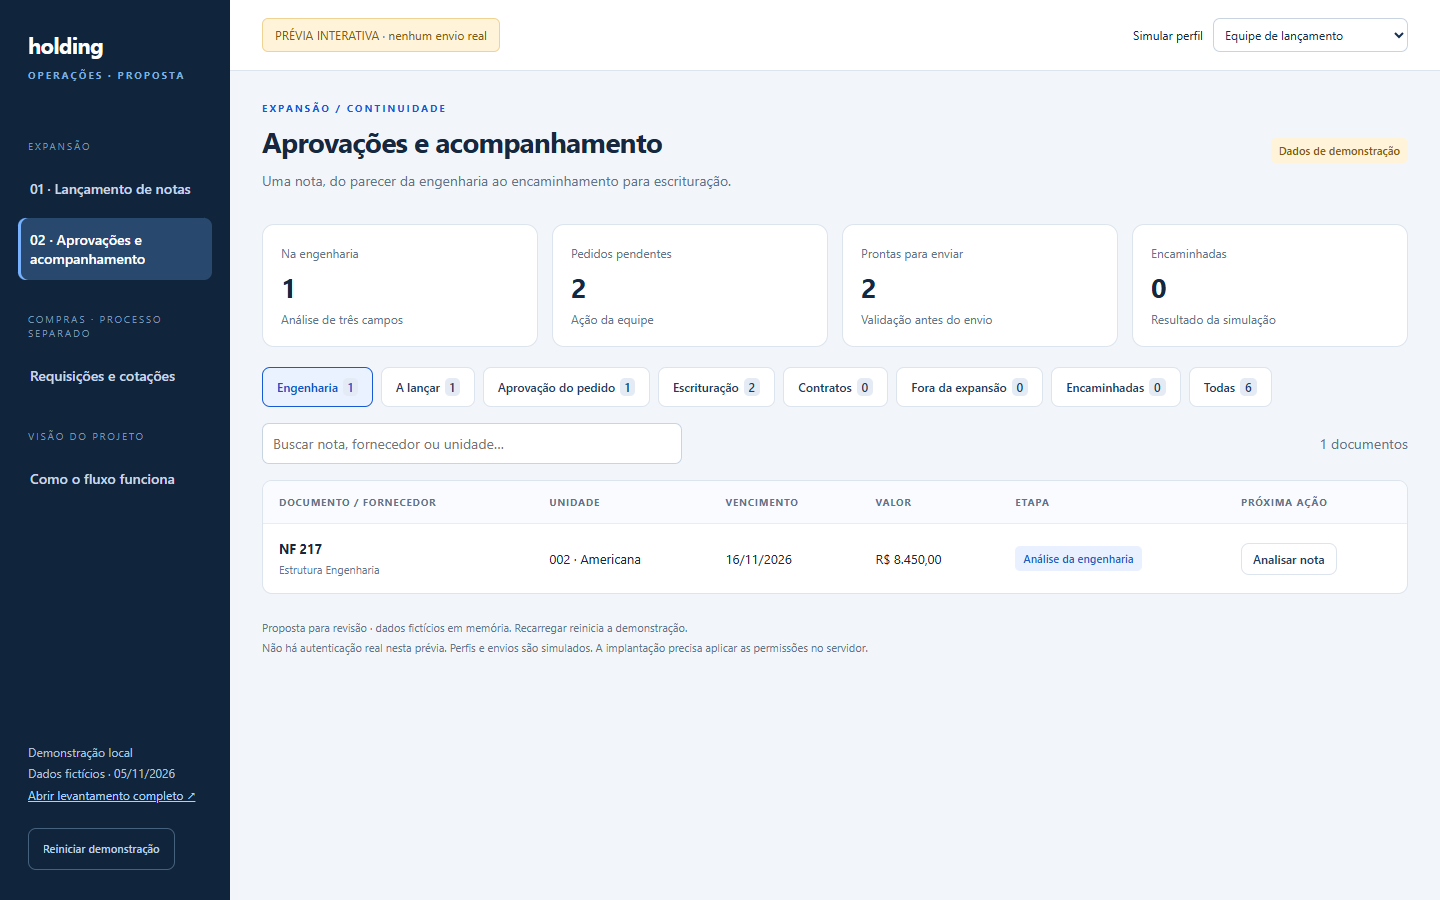 holding
OPERAÇÕES · PROPOSTA
EXPANSÃO
01 · Lançamento de notas
02 · Aprovações e
acompanhamento
COMPRAS · PROCESSO
SEPARADO
Requisições e cotações
VISÃO DO PROJETO
Como o fluxo funciona
Demonstração local
Dados fictícios · 05/11/2026
Abrir levantamento completo ↗
Reiniciar demonstração
PRÉVIA INTERATIVA · nenhum envio real
Simular perfil
Equipe de lançamento
EXPANSÃO / CONTINUIDADE
Aprovações e acompanhamento
Uma nota, do parecer da engenharia ao encaminhamento para escrituração.
Dados de demonstração
Na engenharia
1
Análise de três campos
Pedidos pendentes
2
Ação da equipe
Prontas para enviar
2
Validação antes do envio
Encaminhadas
0
Resultado da simulação
Engenharia 1
A lançar 1
Aprovação do pedido 1
Escrituração 2
Contratos 0
Fora da expansão 0
Encaminhadas 0
Todas 6
Buscar nota, fornecedor ou unidade...
1 documentos
DOCUMENTO / FORNECEDOR UNIDADE VENCIMENTO VALOR ETAPA PRÓXIMA AÇÃO
NF 217
Estrutura Engenharia
002 · Americana
16/11/2026
R$ 8.450,00
Análise da engenharia
Analisar nota
Proposta para revisão · dados fictícios em memória. Recarregar reinicia a demonstração.
Não há autenticação real nesta prévia. Perfis e envios são simulados. A implantação precisa aplicar as permissões no servidor.